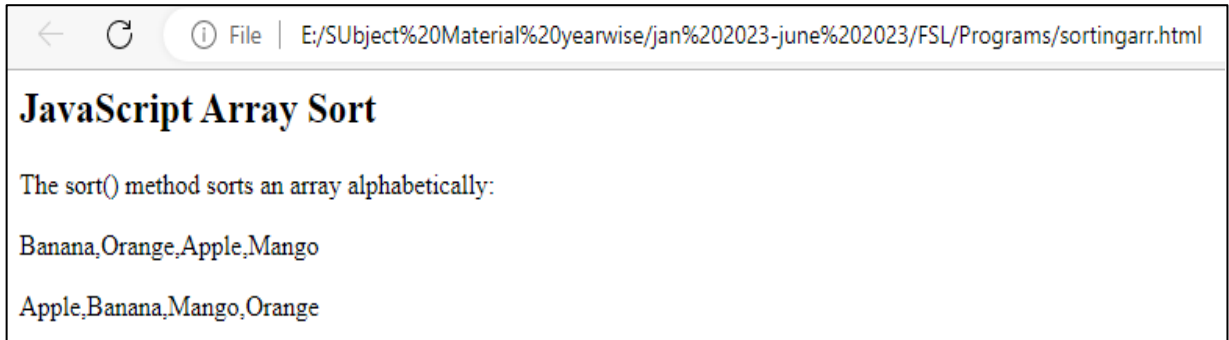 File | E:/SUbject%20Material%20yearwise/jan%202023-june%202023/FSL/Programs/sortingarr.html
JavaScript Array Sort
The sort() method sorts an array alphabetically:
Banana,Orange,Apple,Mango
Apple,Banana,Mango,Orange